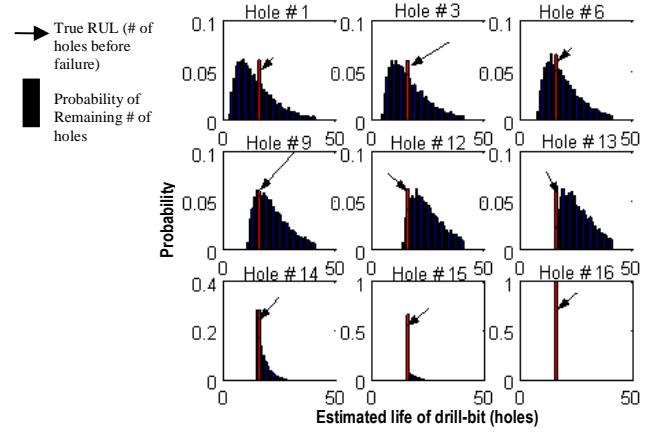 True RUL (# of
holes before
failure)
Probability of
Remaining # of
holes
Probability
Hole # 1
0.1
0.05
0
0
50
Hole # 3
0.1
0.05
0
0
50
Hole # 6
0.1
0.05
0
0
50
Hole # 9
0.1
0.05
0
0
50
Hole # 12
0.1
0.05
0
0
50
Hole # 13
0.1
0.05
0
0
50
Hole # 14
0.4
0.2
0
0
50
Hole # 15
1
0.5
0
0
50
Hole # 16
1
0.5
0
0
50
Estimated life of drill-bit (holes)